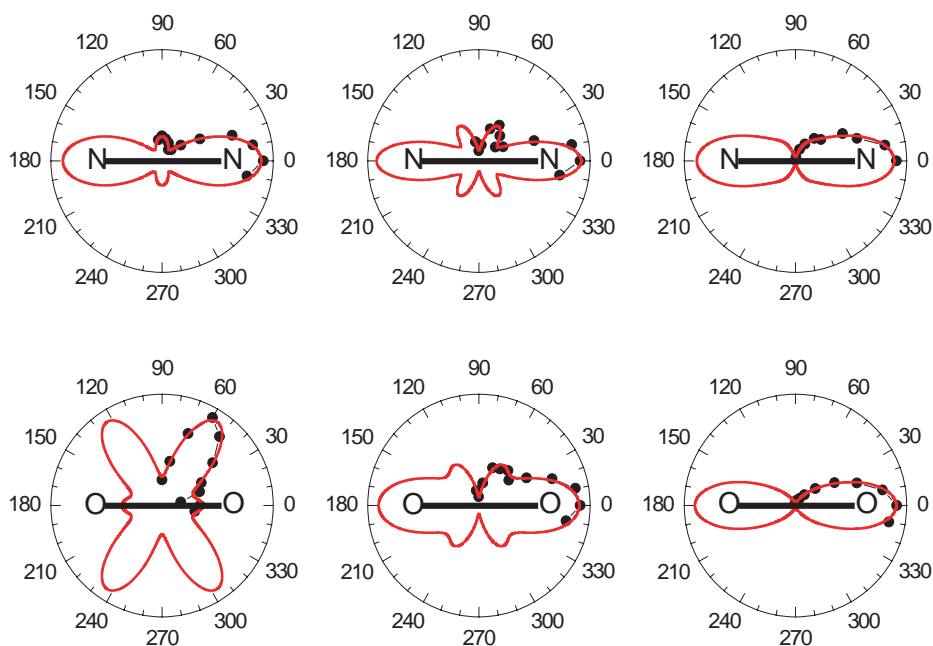 90 90 90
120 60 120 60 120 60
150 30 150 30 150 30
180 N N 0 180 N N 0 180 N N 0
210 330 210 330 210 330
240 300 240 300 240 300
270 270 270
90 90 90
120 60 120 60 120 60
150 30 150 30 150 30
180 O O 0 180 O O 0 180 O O 0
210 330 210 330 210 330
240 300 240 300 240 300
270 270 270